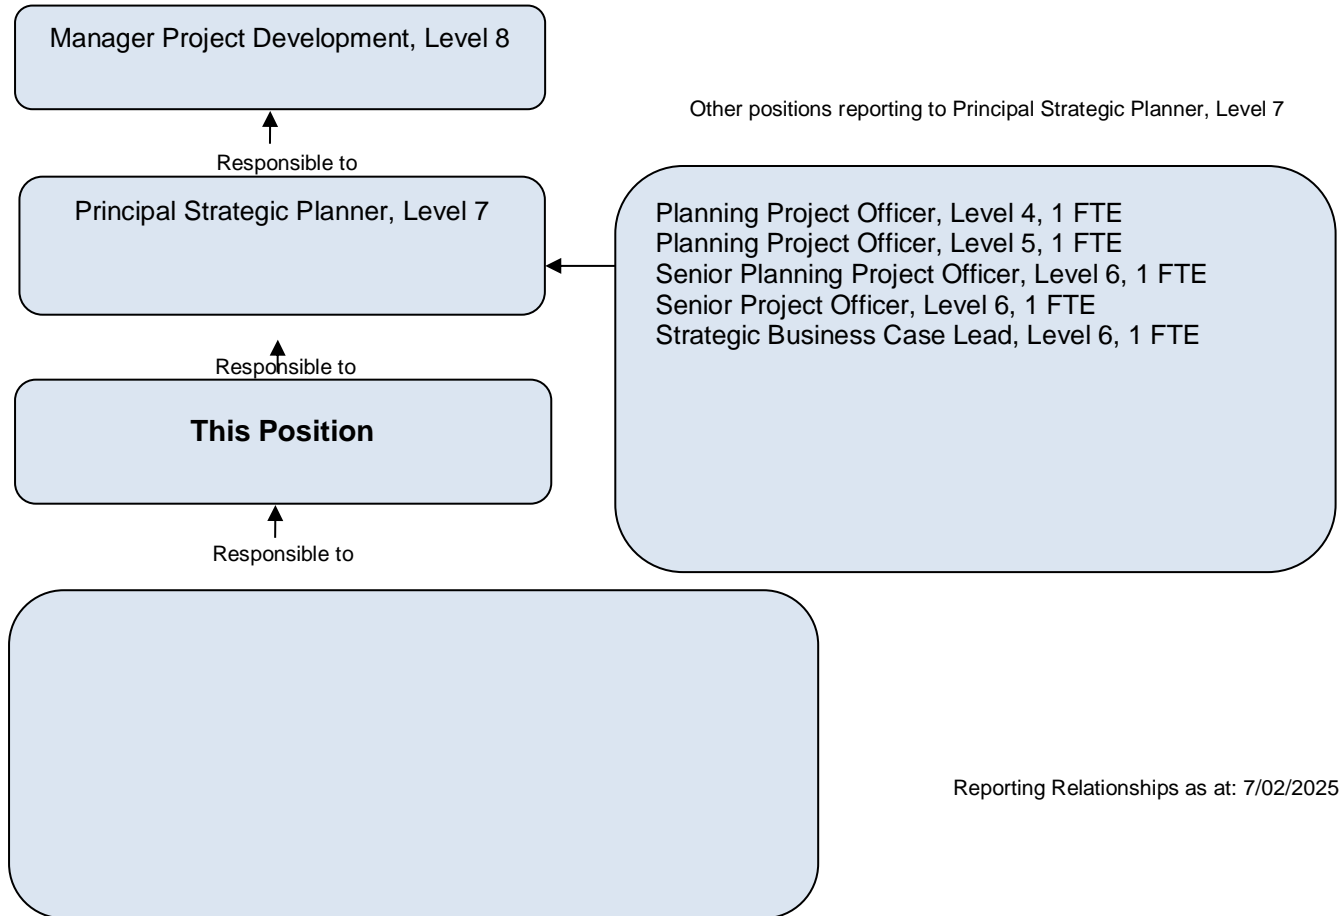 Manager Project Development, Level 8
Other positions reporting to Principal Strategic Planner, Level 7
Responsible to
Principal Strategic Planner, Level 7
Planning Project Officer, Level 4, 1 FTE
Planning Project Officer, Level 5, 1 FTE
Senior Planning Project Officer, Level 6, 1 FTE
Senior Project Officer, Level 6, 1 FTE
Strategic Business Case Lead, Level 6, 1 FTE
Responsible to
This Position
Responsible to
Reporting Relationships as at: 7/02/2025